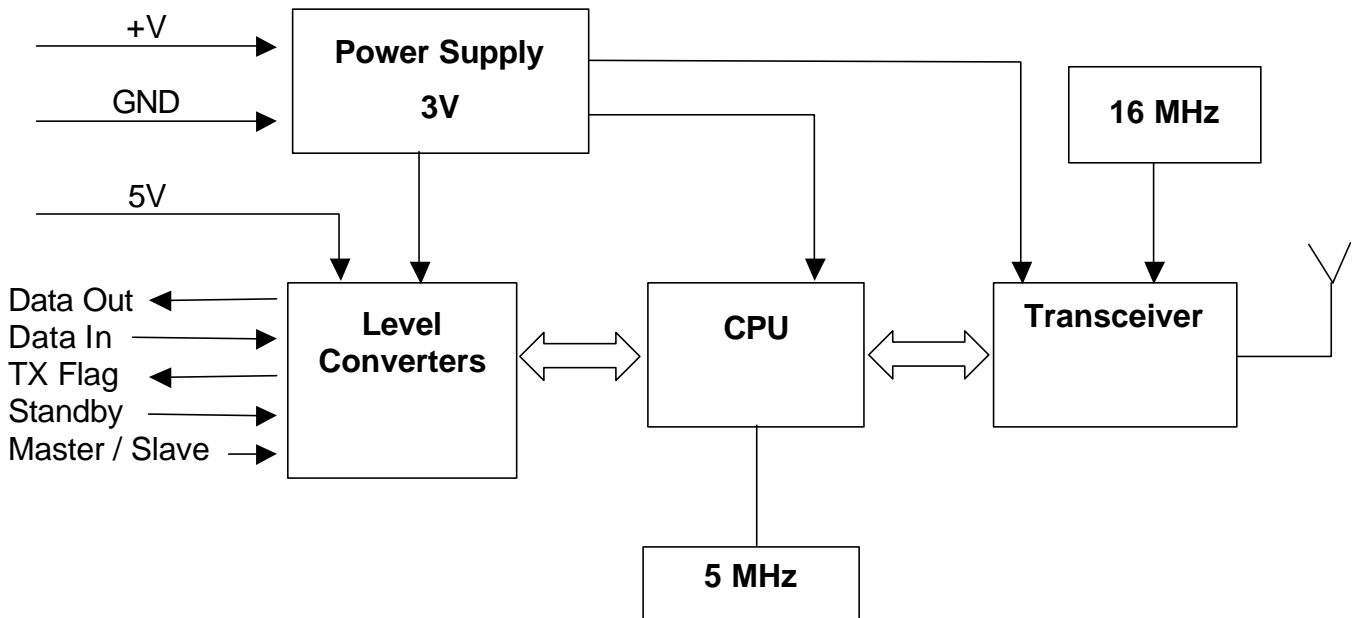 +V
GND
5V
Power Supply
3V
16 MHz
Data Out
Data In
TX Flag
Standby
Master / Slave
Level
Converters
CPU
Transceiver
5 MHz